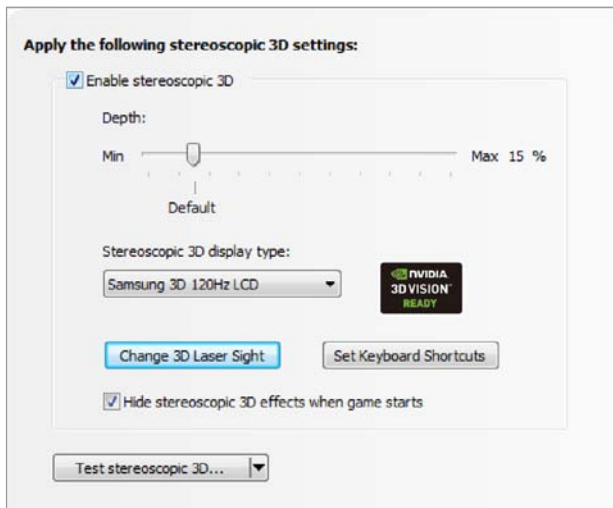 Apply the following stereoscopic 3D settings:
Enable stereoscopic 3D
Depth:
Min Max 15 %
Default
Stereoscopic 3D display type:
Samsung 3D 120Hz LCD
NVIDIA
3D VISION™
READY
Change 3D Laser Sight Set Keyboard Shortcuts
Hide stereoscopic 3D effects when game starts
Test stereoscopic 3D...